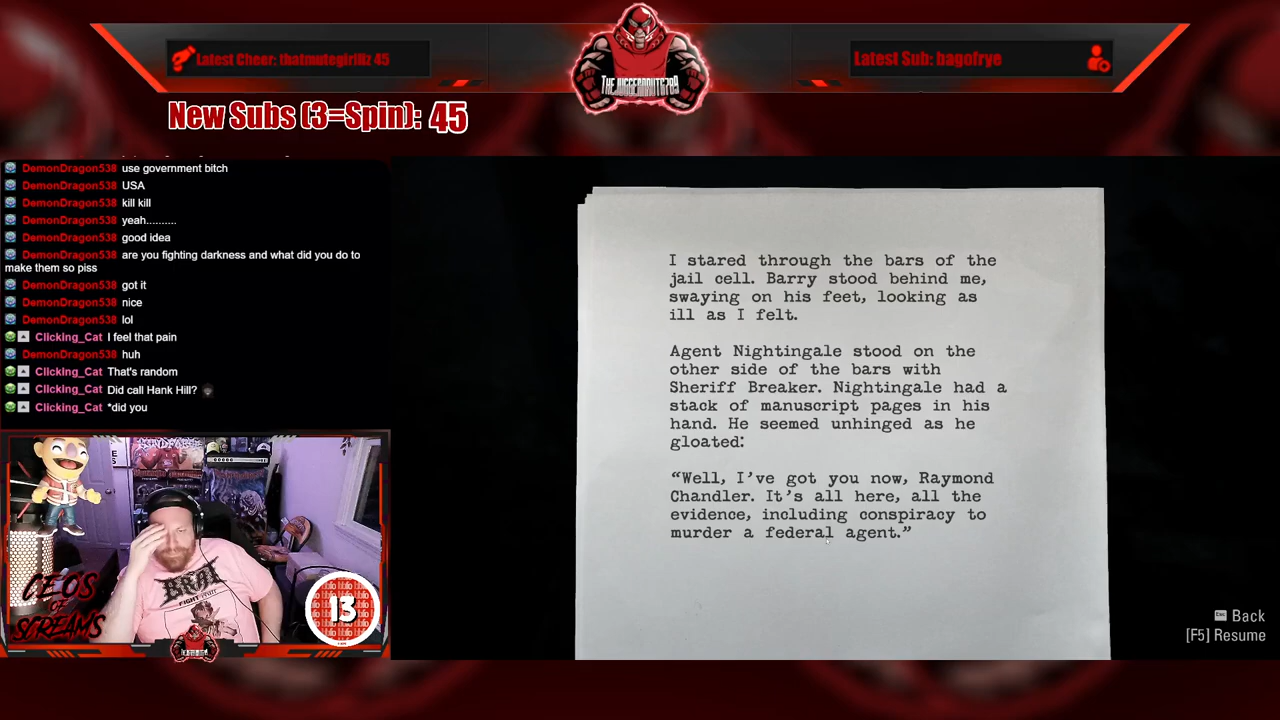 Latest Cheer: thatmutegirlliz 45
Latest Sub: bagofrye
THEJUGGERNAUT6789
New Subs (3=Spin): 45
DemonDragon538 use government bitch
DemonDragon538 USA
DemonDragon538 kill kill
DemonDragon538 yeah..........
DemonDragon538 good idea
DemonDragon538 are you fighting darkness and what did you do to
make them so piss
DemonDragon538 got it
DemonDragon538 nice
DemonDragon538 lol
Clicking_Cat I feel that pain
DemonDragon538 huh
Clicking_Cat That's random
Clicking_Cat Did call Hank Hill?
Clicking_Cat *did you
I stared through the bars of the
jail cell. Barry stood behind me,
swaying on his feet, looking as
ill as I felt.
Agent Nightingale stood on the
other side of the bars with
Sheriff Breaker. Nightingale had a
stack of manuscript pages in his
hand. He seemed unhinged as he
gloated:
“Well, I’ve got you now, Raymond
Chandler. It’s all here, all the
evidence, including conspiracy to
murder a federal agent.”
CEOS
OF
SCREAMS
13
Back
[F5] Resume